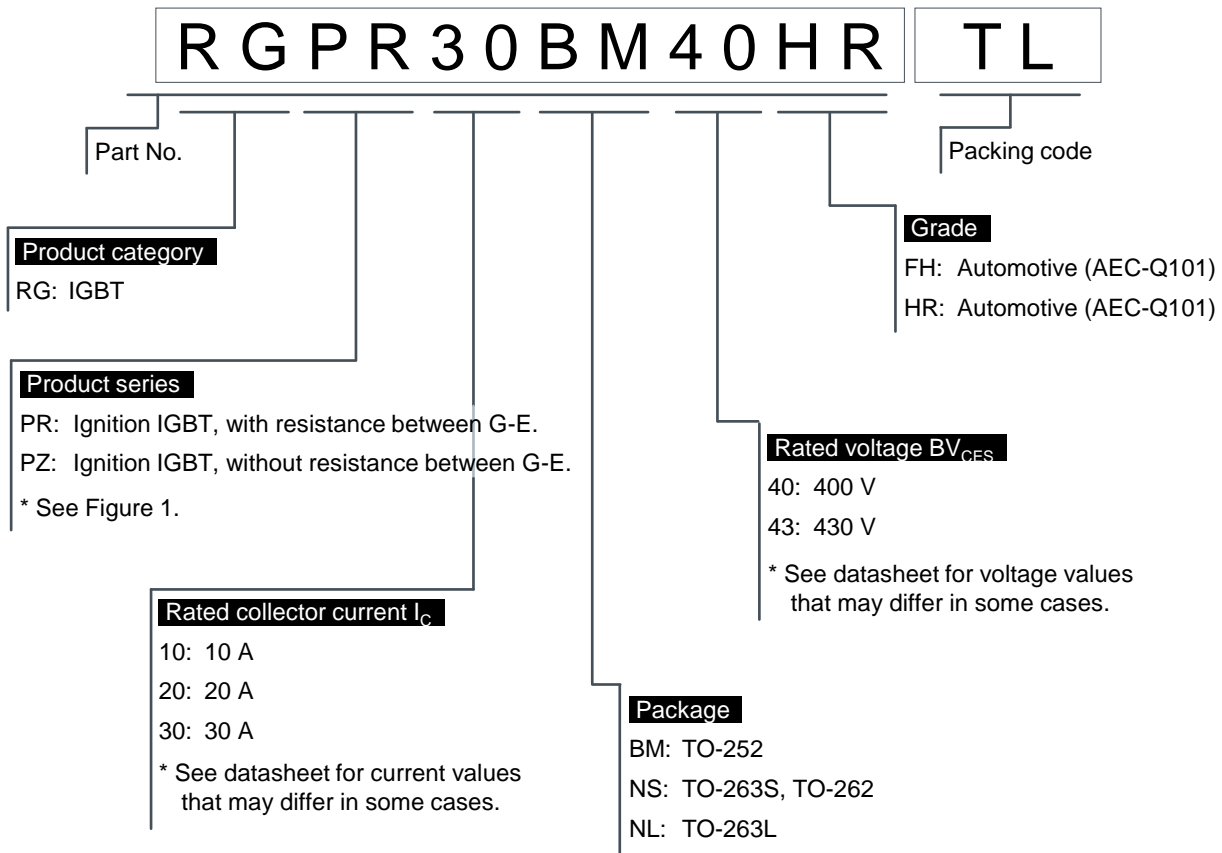 RGPR30BM40HR TL
Part No.
Packing code
Product category
RG: IGBT
Grade
FH: Automotive (AEC-Q101)
HR: Automotive (AEC-Q101)
Product series
PR: Ignition IGBT, with resistance between G-E.
PZ: Ignition IGBT, without resistance between G-E.
* See Figure 1.
Rated voltage BVCES
40: 400 V
43: 430 V
* See datasheet for voltage values
that may differ in some cases.
Rated collector current IC
10: 10 A
20: 20 A
30: 30 A
* See datasheet for current values
that may differ in some cases.
Package
BM: TO-252
NS: TO-263S, TO-262
NL: TO-263L